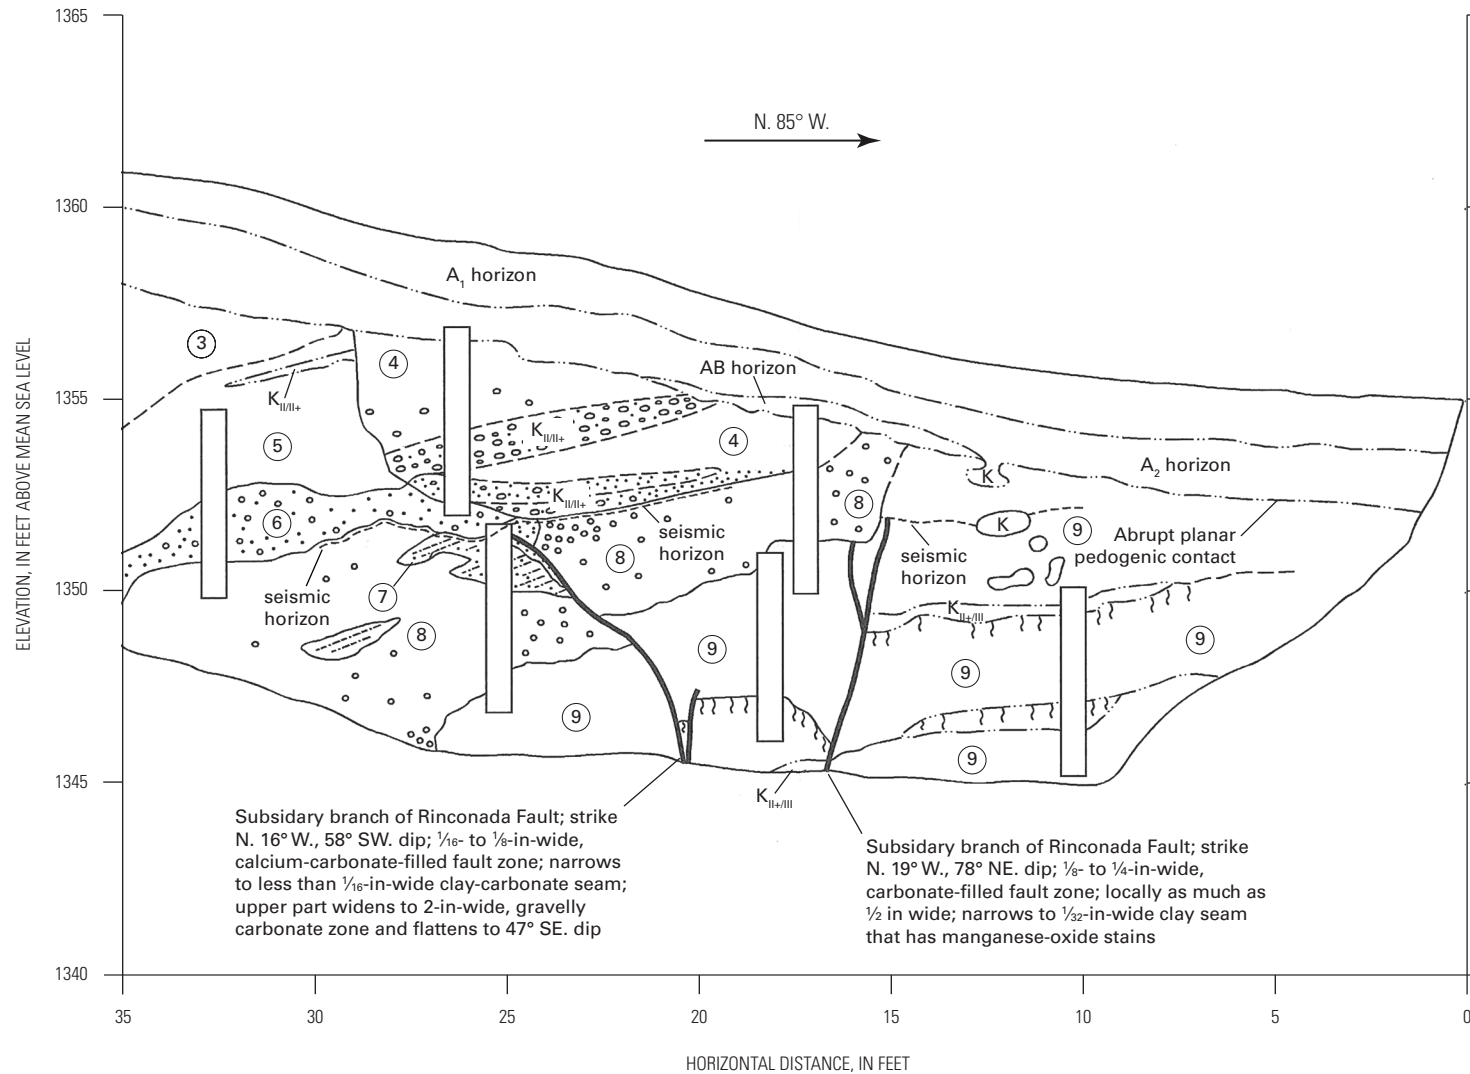 1365
N. 85° W.
1360
A1 horizon
3
4
AB horizon
1355
KII/II+
KII/II+
4
A2 horizon
5
K
KII/II+
8
6
seismic
horizon
K
9
Abrupt planar
pedogenic contact
8
seismic
horizon
1350
seismic
horizon
7
KII+/III
8
9
9
9
9
9
1345
KII+/III
Subsidary branch of Rinconada Fault; strike
N. 16° W., 58° SW. dip; 1⁄16- to 1⁄8-in-wide,
calcium-carbonate-filled fault zone; narrows
to less than 1⁄16-in-wide clay-carbonate seam;
upper part widens to 2-in-wide, gravelly
carbonate zone and flattens to 47° SE. dip
Subsidary branch of Rinconada Fault; strike
N. 19° W., 78° NE. dip; 1⁄8- to 1⁄4-in-wide,
carbonate-filled fault zone; locally as much as
1⁄2 in wide; narrows to 1⁄32-in-wide clay seam
that has manganese-oxide stains
1340
35 30 25 20 15 10 5 0
HORIZONTAL DISTANCE, IN FEET
ELEVATION, IN FEET ABOVE MEAN SEA LEVEL